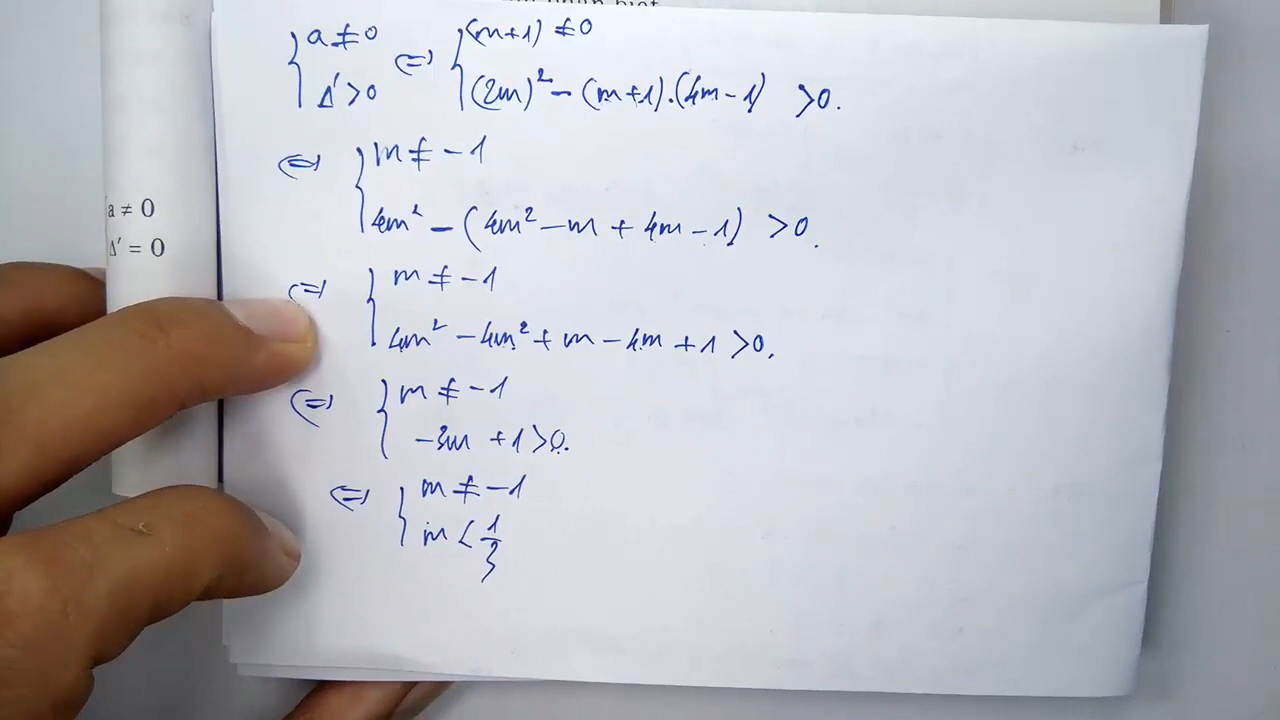 { a ≠ 0 <=> { (m+1) ≠ 0
{ Δ' > 0 { (2m)² - (m+1).(4m-1) > 0.
<=> { m ≠ -1
{ 4m² - (4m² - m + 4m - 1) > 0.
a ≠ 0
Δ' = 0
<=> { m ≠ -1
{ 4m² - 4m² + m - 4m + 1 > 0.
<=> { m ≠ -1
{ -3m + 1 > 0.
<=> { m ≠ -1
{ m < 1/3